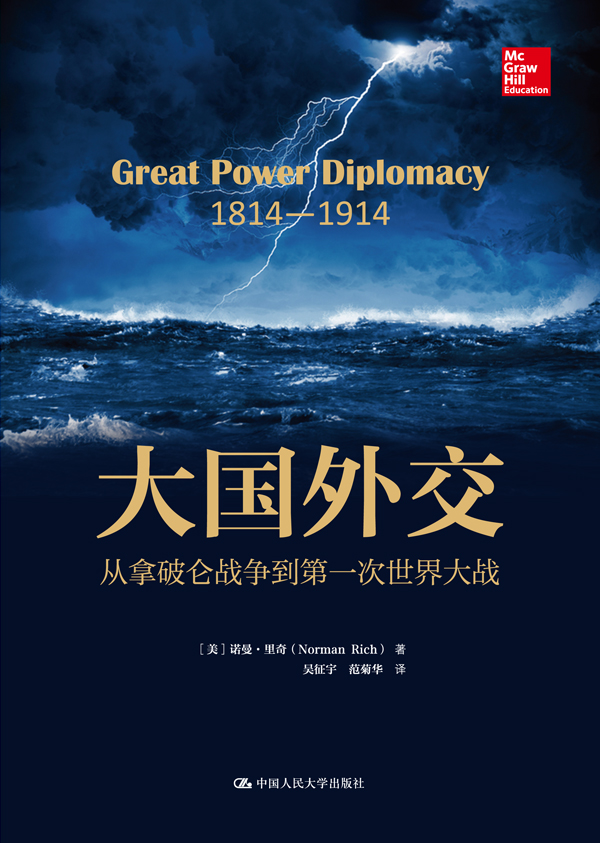 Mc
Graw
Hill
Education
Great Power Diplomacy
1814—1914
大国外交
从拿破仑战争到第一次世界大战
［美］诺曼·里奇（Norman Rich） 著
吴征宇 范菊华 译
中国人民大学出版社